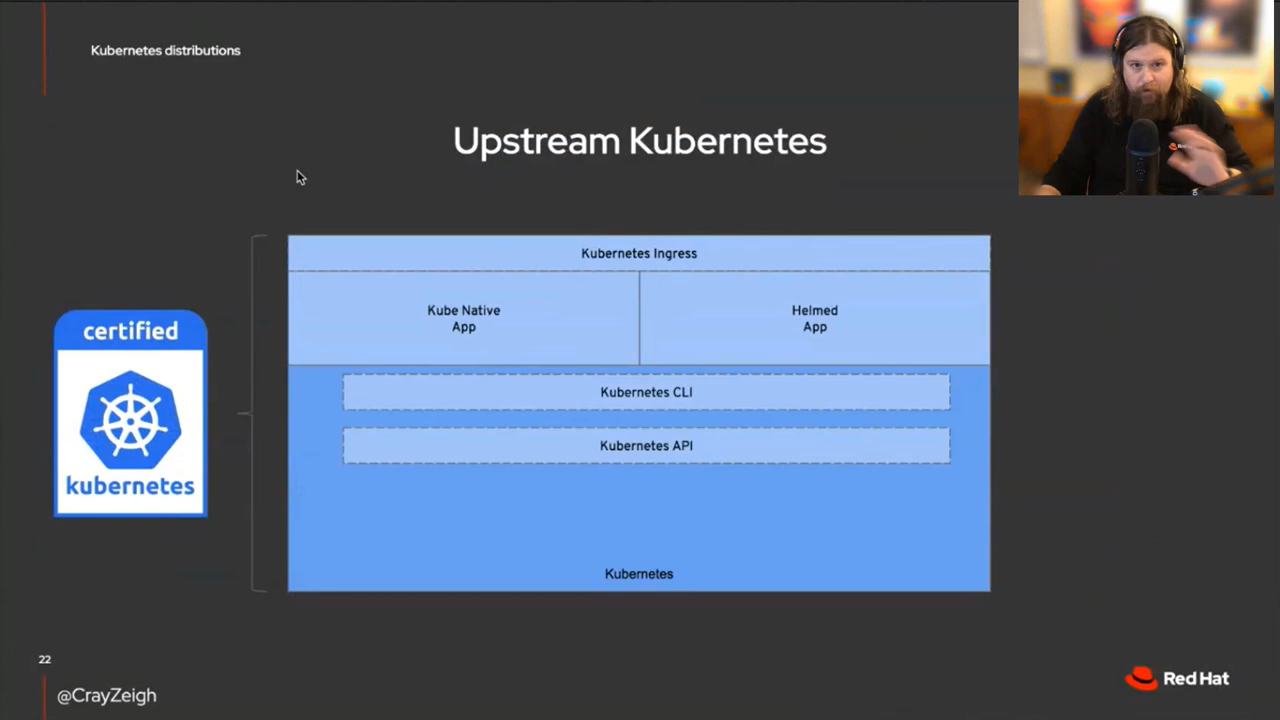 Kubernetes distributions
Upstream Kubernetes
Kubernetes Ingress
Kube Native
App
Helmed
App
Kubernetes CLI
Kubernetes API
Kubernetes
certified
kubernetes
22
@CrayZeigh
Red Hat